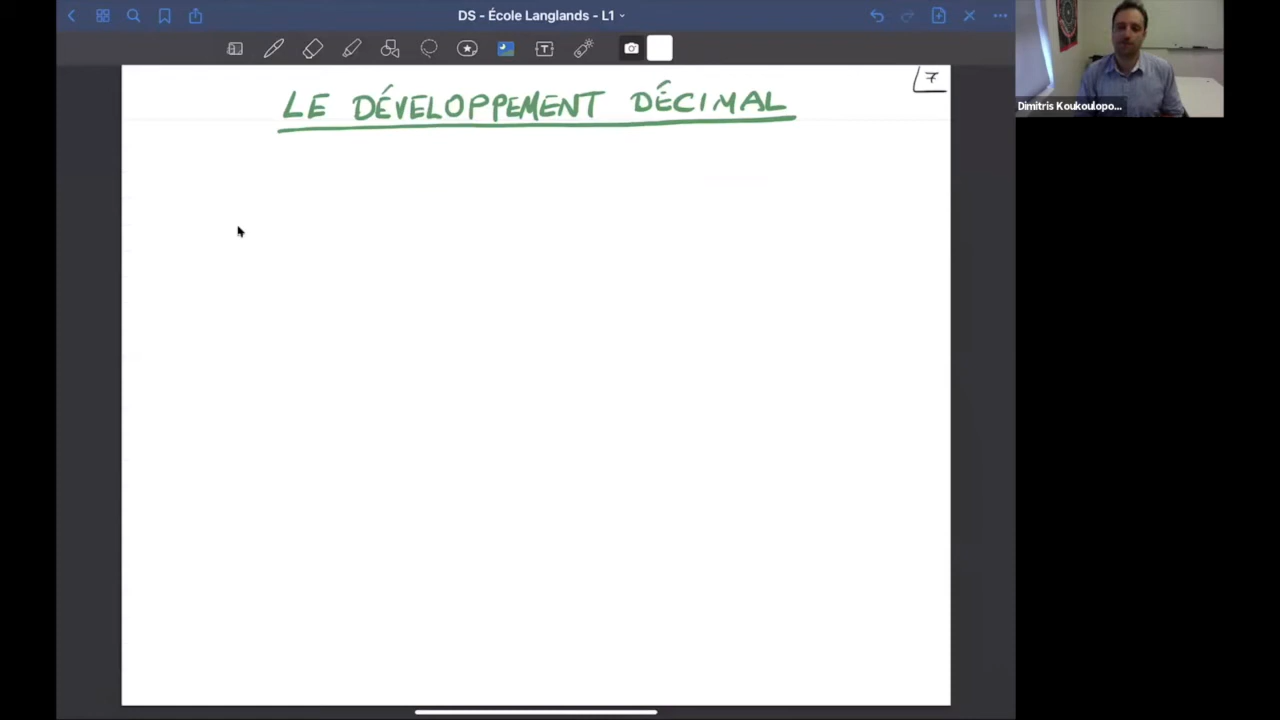 DS - École Langlands - L1
LE DÉVELOPPEMENT DÉCIMAL
7
Dimitris Koukoulopo...